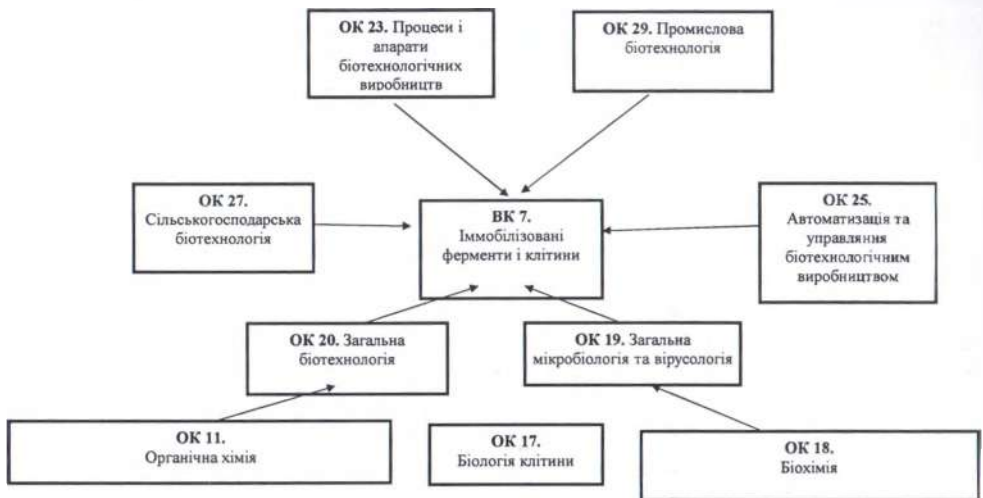 ОК 23. Процеси і
апарати
біотехнологічних
виробництв
ОК 29. Промислова
біотехнологія
ОК 27.
Сільськогосподарська
біотехнологія
ВК 7.
Іммобілізовані
ферменти і клітини
ОК 25.
Автоматизація та
управління
біотехнологічним
виробництвом
ОК 20. Загальна
біотехнологія
ОК 19. Загальна
мікробіологія та вірусологія
ОК 11.
Органічна хімія
ОК 17.
Біологія клітини
ОК 18.
Біохімія